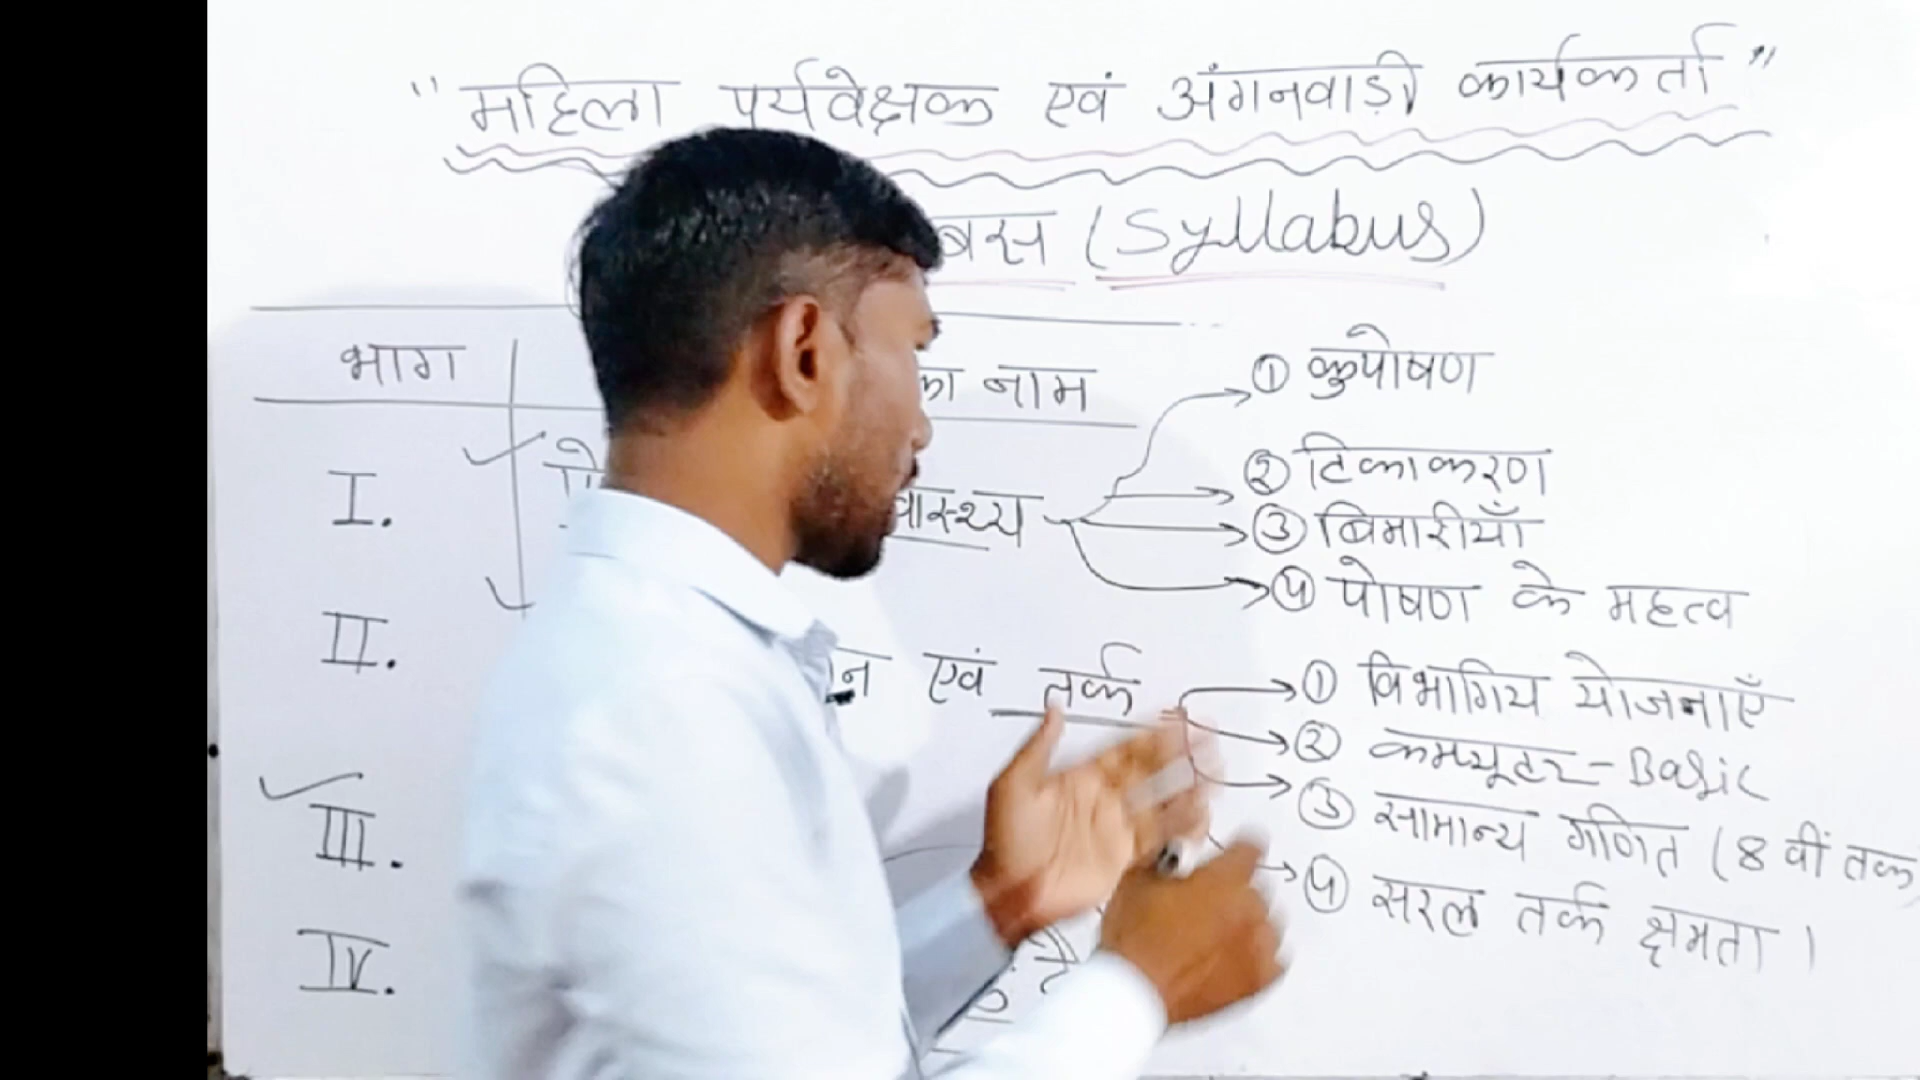 "महिला पर्यवेक्षक एवं अंगनवाड़ी कार्यकर्ता"
(Syllabus)
भाग का नाम
I.
① कुपोषण
② टिकाकरण
③ बिमारीयाँ
④ पोषण के महत्व
II. एवं तर्क
① विभागिय योजनाएँ
② कम्प्यूटर - Basic
③ सामान्य गणित (8 वीं तक)
④ सरल तर्क क्षमता।
III.
IV.